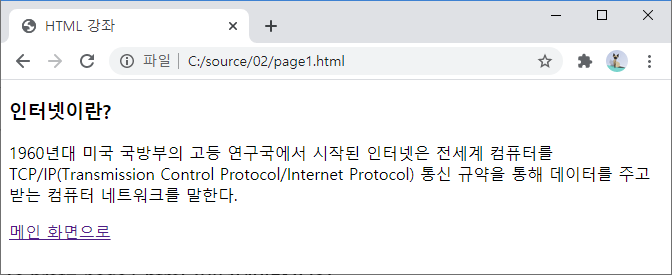 HTML 강좌
파일
C:/source/02/page1.html
인터넷이란?
1960년대 미국 국방부의 고등 연구국에서 시작된 인터넷은 전세계 컴퓨터를
TCP/IP(Transmission Control Protocol/Internet Protocol) 통신 규약을 통해 데이터를 주고
받는 컴퓨터 네트워크를 말한다.
메인 화면으로